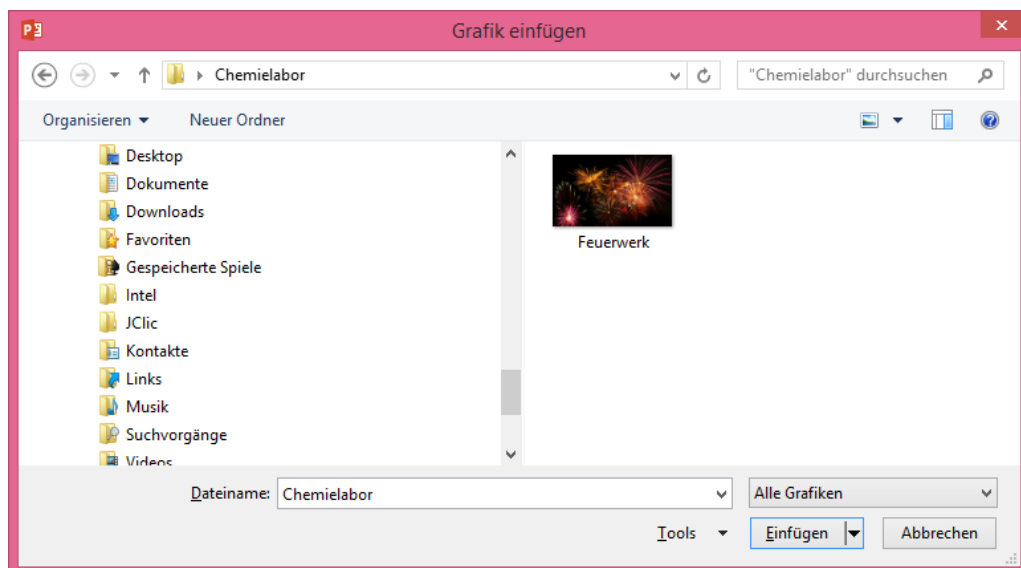 Grafik einfügen
Chemielabor
"Chemielabor" durchsuchen
Organisieren
Neuer Ordner
Desktop
Dokumente
Downloads
Favoriten
Gespeicherte Spiele
Intel
JClic
Kontakte
Links
Musik
Suchvorgänge
Videos
Feuerwerk
Dateiname: Chemielabor
Alle Grafiken
Tools
Einfügen
Abbrechen